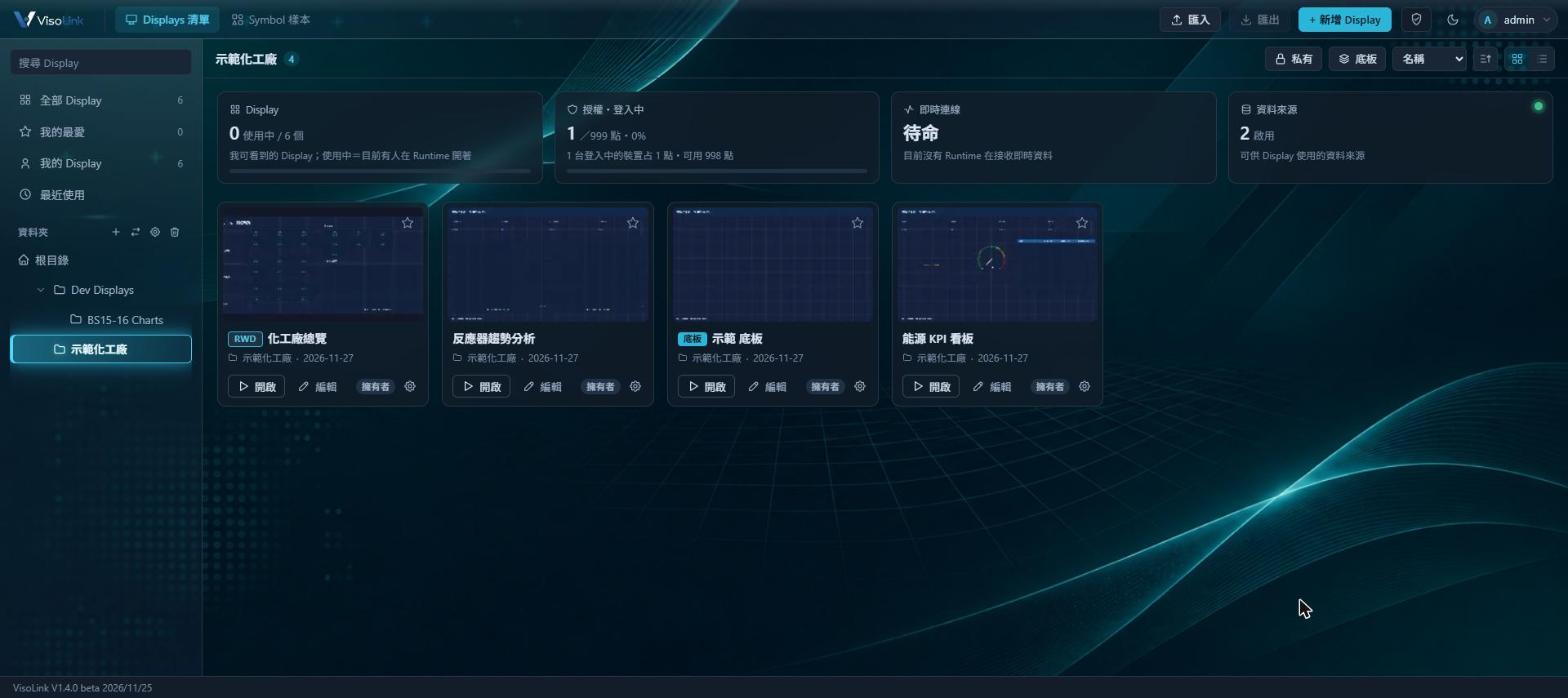 VisoLink
Displays 清單
Symbol 樣本
匯入
匯出
+ 新增 Display
A admin
搜尋 Display
全部 Display 6
我的最愛 0
我的 Display 6
最近使用
資料夾
根目錄
Dev Displays
BS15-16 Charts
示範化工廠
示範化工廠 4
私有
底板
名稱
Display
0 使用中 / 6 個
我可看到的 Display；使用中＝目前有人在 Runtime 開著
授權・登入中
1 ／999 點・0%
1 台登入中的裝置占 1 點・可用 998 點
即時連線
待命
目前沒有 Runtime 在接收即時資料
資料來源
2 啟用
可供 Display 使用的資料來源
RWD 化工廠總覽
示範化工廠 · 2026-11-27
開啟 編輯 擁有者
反應器趨勢分析
示範化工廠 · 2026-11-27
開啟 編輯 擁有者
底板 示範 底板
示範化工廠 · 2026-11-27
開啟 編輯 擁有者
能源 KPI 看板
示範化工廠 · 2026-11-27
開啟 編輯 擁有者
VisoLink V1.4.0 beta 2026/11/25